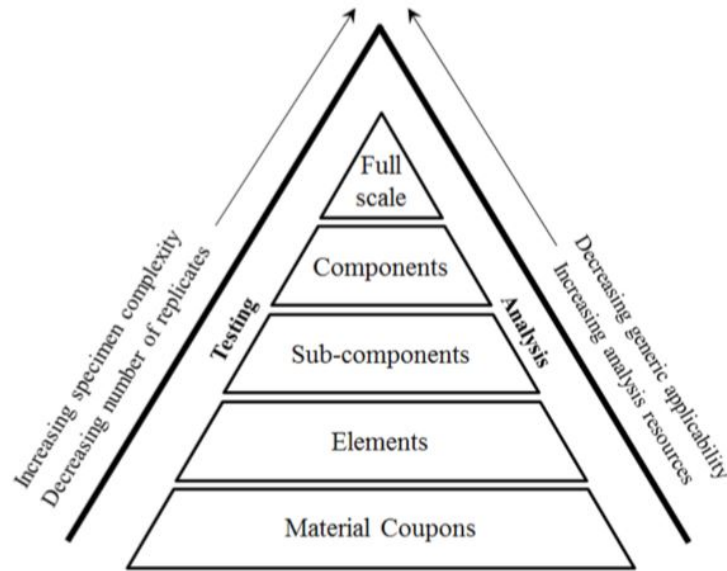 Full
scale
Components
Sub-components
Elements
Material Coupons
Testing
Analysis
Increasing specimen complexity
Decreasing number of replicates
Decreasing generic applicability
Increasing analysis resources